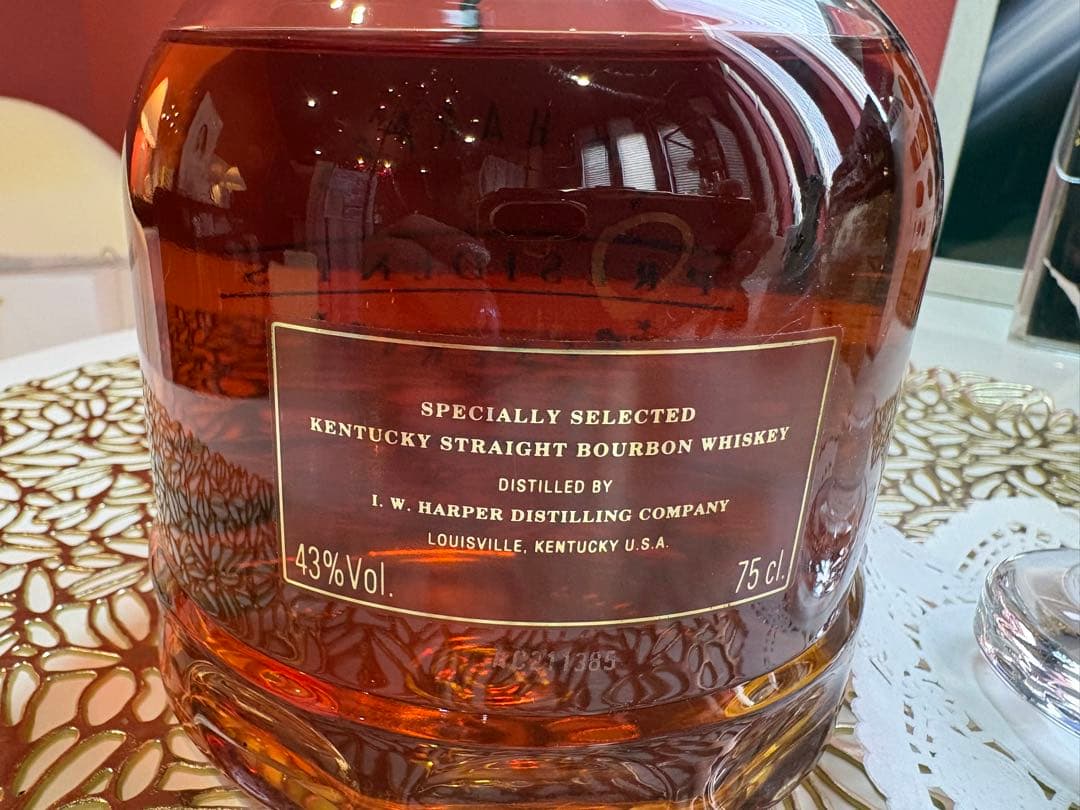 SPECIALLY SELECTED
KENTUCKY STRAIGHT BOURBON WHISKEY
DISTILLED BY
I. W. HARPER DISTILLING COMPANY
LOUISVILLE, KENTUCKY U.S.A.
43%Vol. 75 cl.